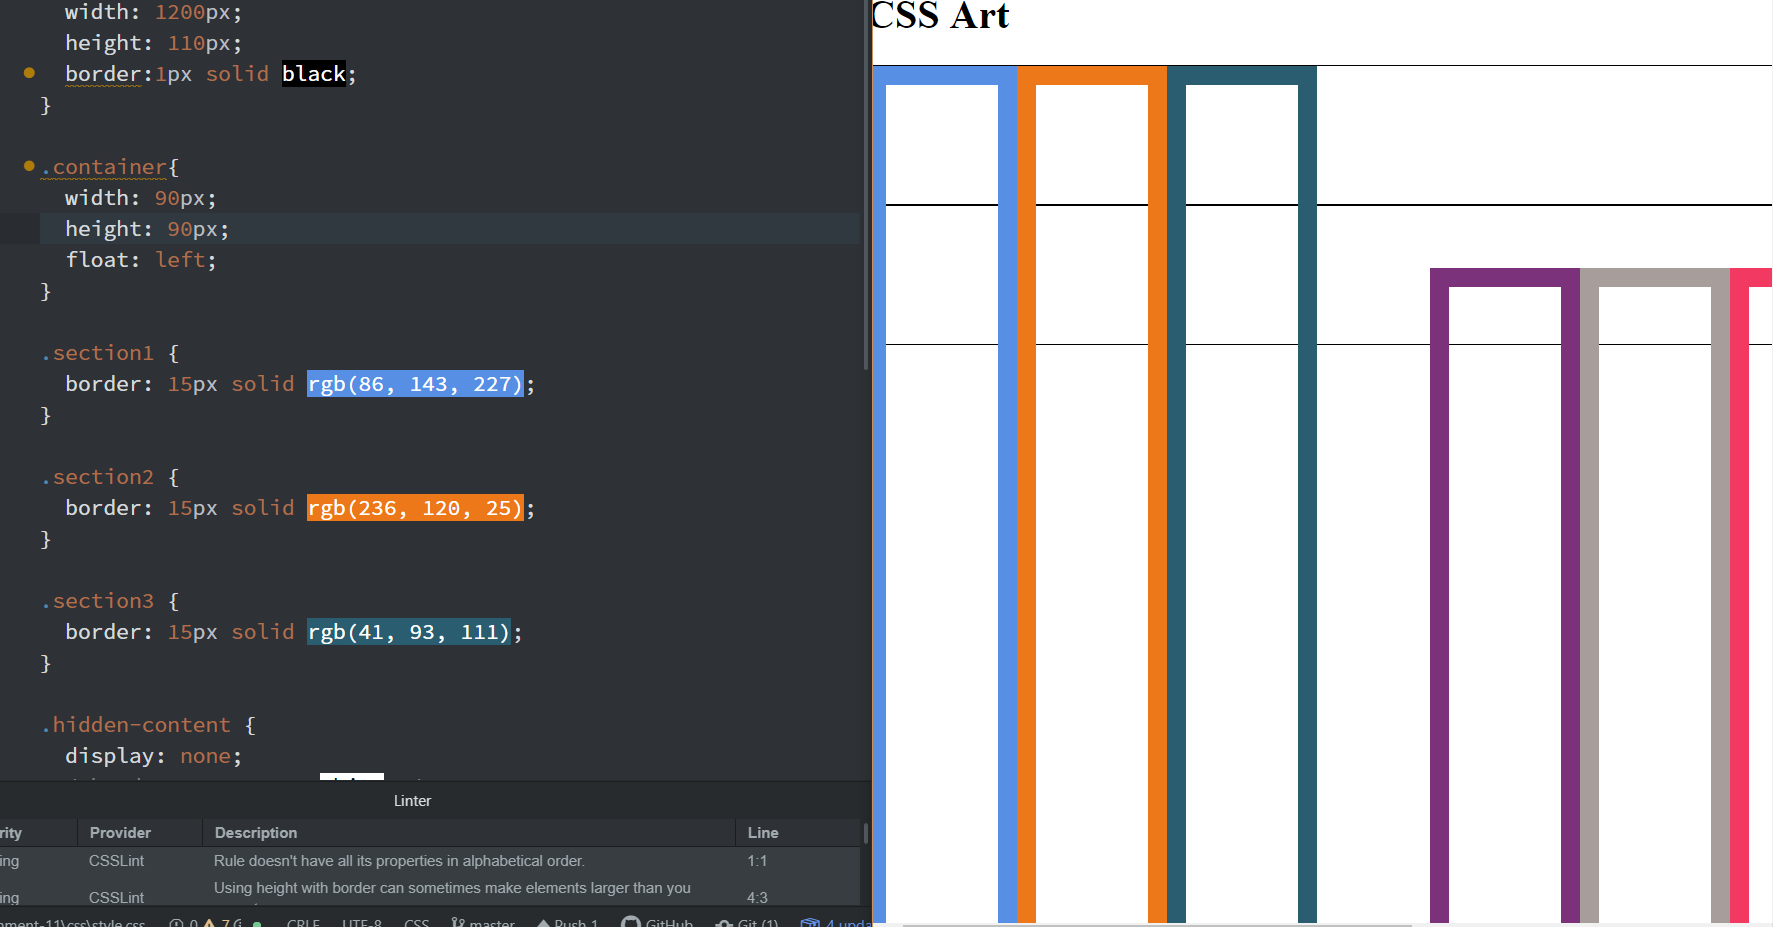 width: 1200px;
height: 110px;
border:1px solid black;
}
.container{
width: 90px;
height: 90px;
float: left;
}
.section1 {
border: 15px solid rgb(86, 143, 227);
}
.section2 {
border: 15px solid rgb(236, 120, 25);
}
.section3 {
border: 15px solid rgb(41, 93, 111);
}
.hidden-content {
display: none;
Linter
rity Provider Description Line
ing CSSLint Rule doesn't have all its properties in alphabetical order. 1:1
ing CSSLint Using height with border can sometimes make elements larger than you 4:3
nment-11\css\style.css 0 7 CRLF UTF-8 CSS master Push 1 GitHub Git (1) 4 upda
CSS Art